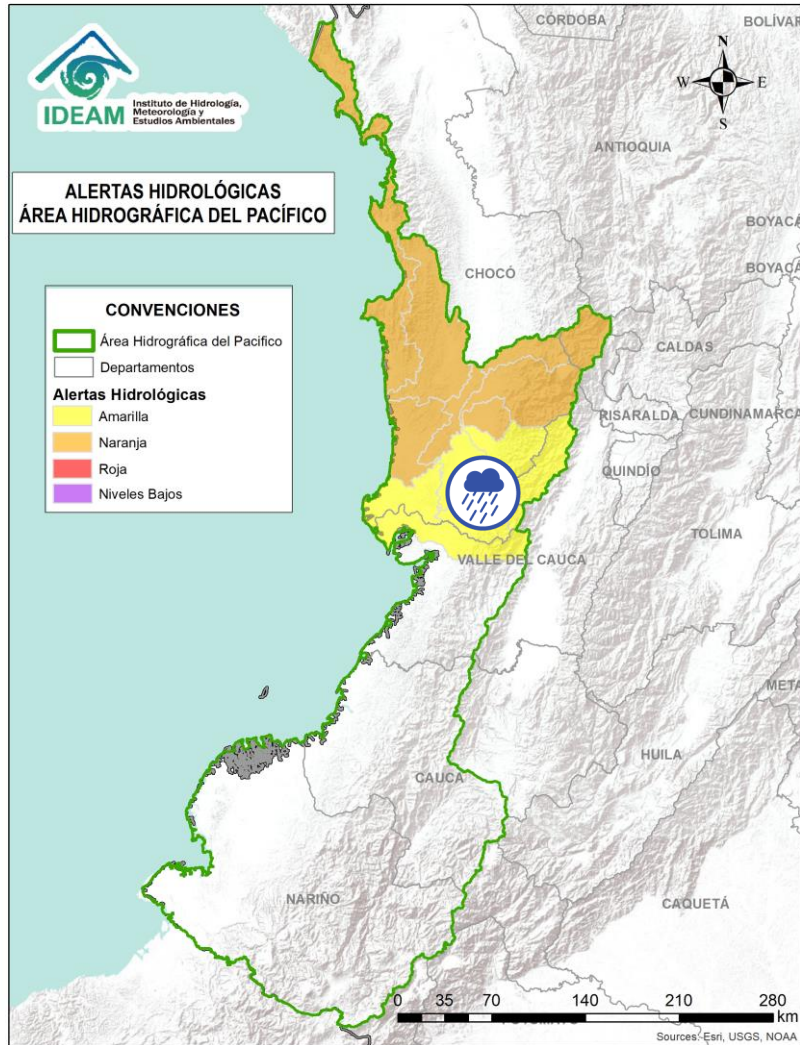 CÓRDOBA
BOLÍVAR
N
W E
S
IDEAM
Instituto de Hidrología,
Meteorología y
Estudios Ambientales
ANTIOQUIA
ALERTAS HIDROLÓGICAS
ÁREA HIDROGRÁFICA DEL PACÍFICO
BOYACÁ
BOYACÁ
CHOCÓ
CONVENCIONES
Área Hidrográfica del Pacifico
Departamentos
Alertas Hidrológicas
Amarilla
Naranja
Roja
Niveles Bajos
CALDAS
RISARALDA
CUNDINAMARCA
QUINDÍO
TOLIMA
VALLE DEL CAUCA
META
HUILA
CAUCA
NARIÑO
CAQUETÁ
0 35 70 140 210 280
km
Sources: Esri, USGS, NOAA